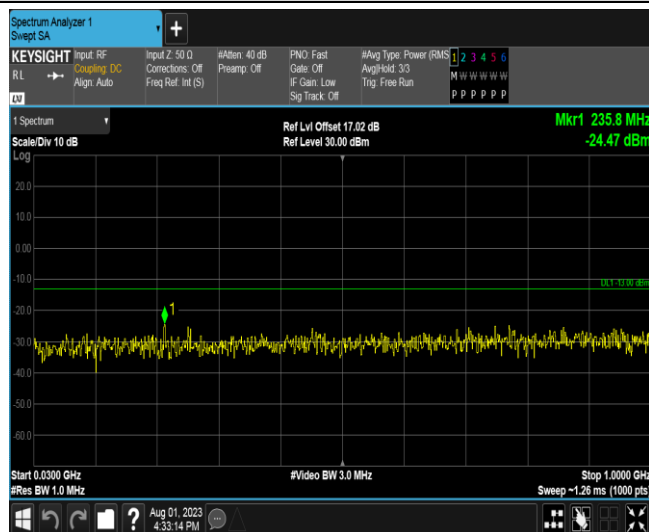 Spectrum Analyzer 1
Swept SA
+
KEYSIGHT
RL
LXI
Input: RF
Coupling: DC
Align: Auto
Input Z: 50 Ω
Corrections: Off
Freq Ref: Int (S)
#Atten: 40 dB
Preamp: Off
PNO: Fast
Gate: Off
IF Gain: Low
Sig Track: Off
#Avg Type: Power (RMS
Avg|Hold: 3/3
Trig: Free Run
1 2 3 4 5 6
M W W W W W
P P P P P P
1 Spectrum
Scale/Div 10 dB
Log
Ref Lvl Offset 17.02 dB
Ref Level 30.00 dBm
Mkr1 235.8 MHz
-24.47 dBm
20.0
10.0
0.00
-10.0
DL1 -13.00 dBm
-20.0
1
-30.0
-40.0
-50.0
-60.0
Start 0.0300 GHz
#Res BW 1.0 MHz
#Video BW 3.0 MHz
Stop 1.0000 GHz
Sweep ~1.26 ms (1000 pts)
?
Aug 01, 2023
4:33:14 PM